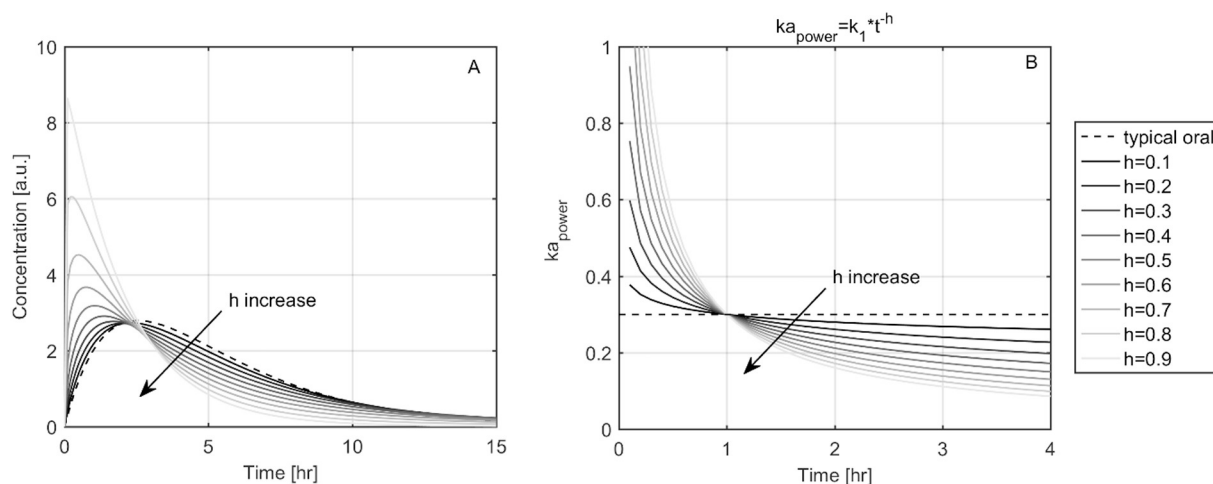 A
Concentration [a.u.]
10
8
6
4
2
0
h increase
0
5
10
15
Time [hr]
ka_power=k_1*t^-h
B
ka_power
1
0.8
0.6
0.4
0.2
0
h increase
0
1
2
3
4
Time [hr]
typical oral
h=0.1
h=0.2
h=0.3
h=0.4
h=0.5
h=0.6
h=0.7
h=0.8
h=0.9